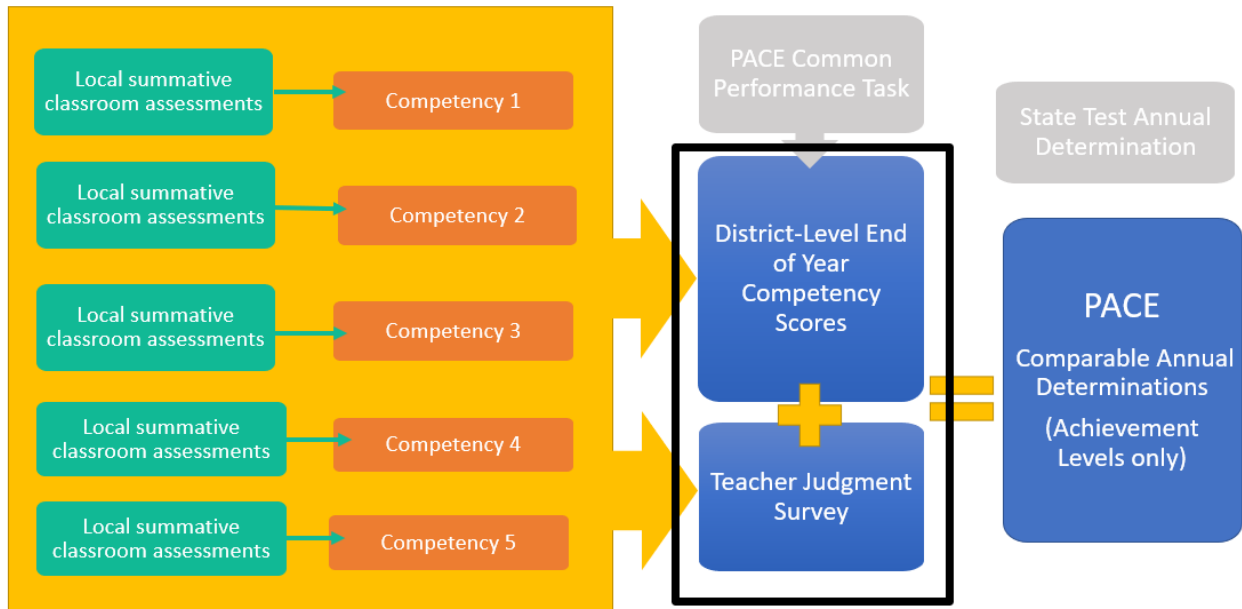 Local summative
classroom assessments
Competency 1
Local summative
classroom assessments
Competency 2
Local summative
classroom assessments
Competency 3
Local summative
classroom assessments
Competency 4
Local summative
classroom assessments
Competency 5
PACE Common
Performance Task
District-Level End
of Year
Competency
Scores
Teacher Judgment
Survey
State Test Annual
Determination
PACE
Comparable Annual
Determinations
(Achievement
Levels only)